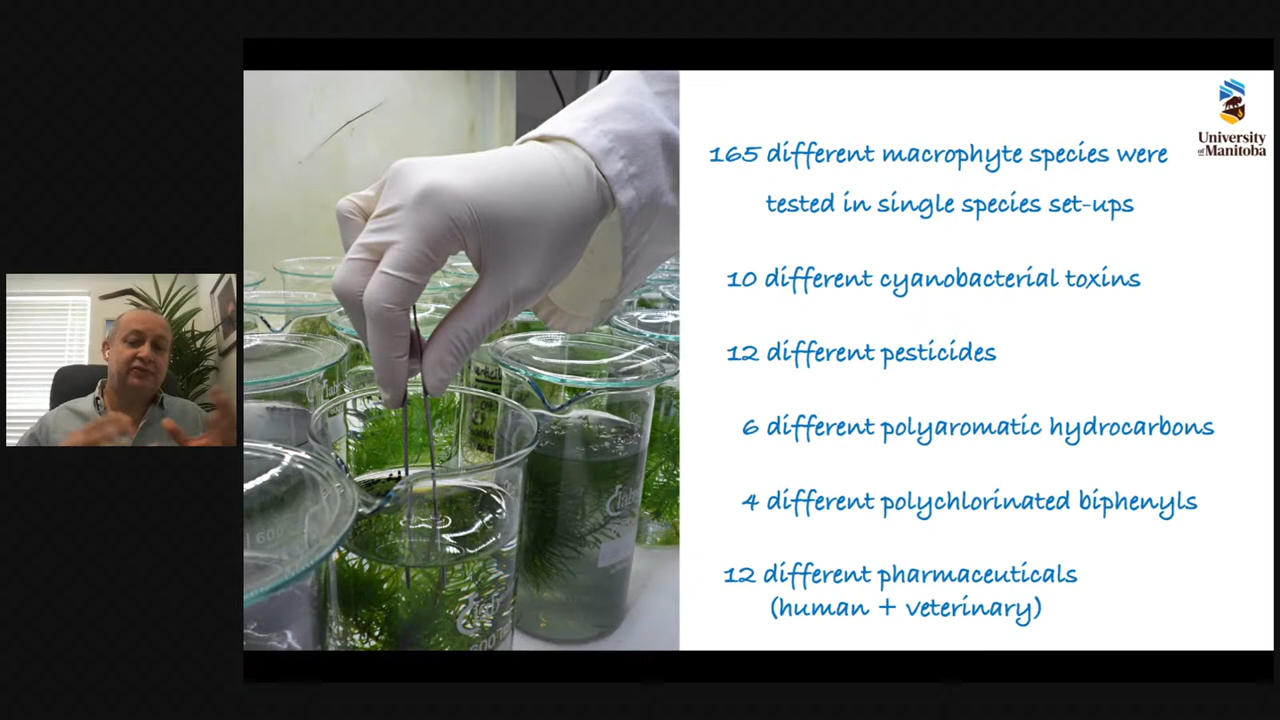 University
of Manitoba
165 different macrophyte species were
tested in single species set-ups
10 different cyanobacterial toxins
12 different pesticides
6 different polyaromatic hydrocarbons
4 different polychlorinated biphenyls
12 different pharmaceuticals
(human + veterinary)
600